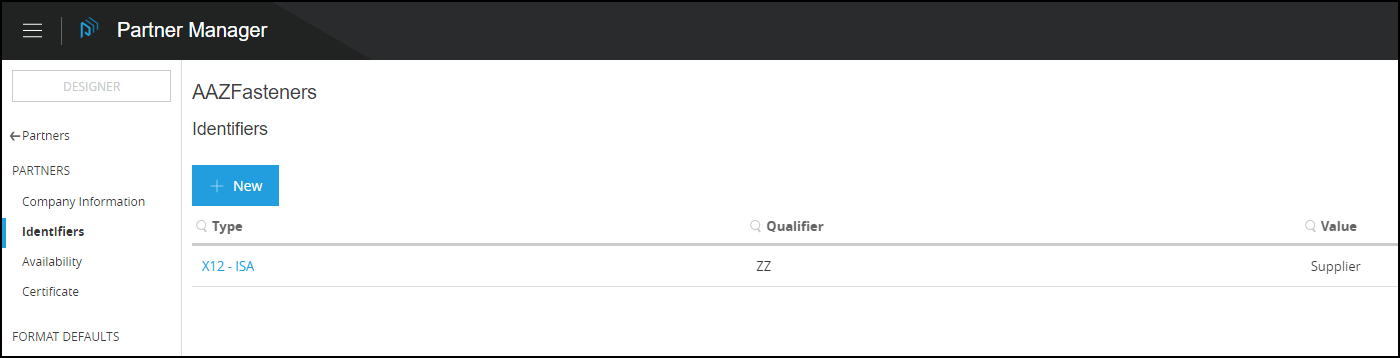 Partner Manager
DESIGNER
Partners
PARTNERS
Company Information
Identifiers
Availability
Certificate
FORMAT DEFAULTS
AAZFasteners
Identifiers
New
Type Qualifier Value
X12 - ISA ZZ Supplier